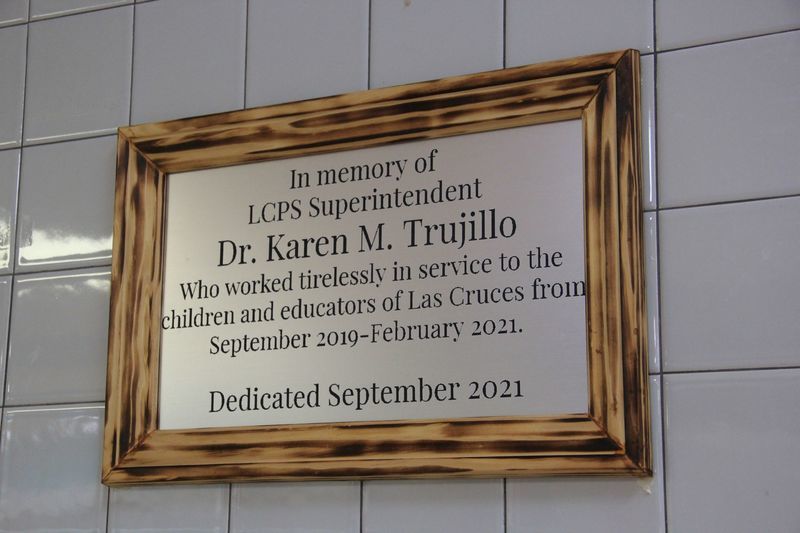 In memory of
LCPS Superintendent
Dr. Karen M. Trujillo
Who worked tirelessly in service to the
children and educators of Las Cruces from
September 2019-February 2021.
Dedicated September 2021